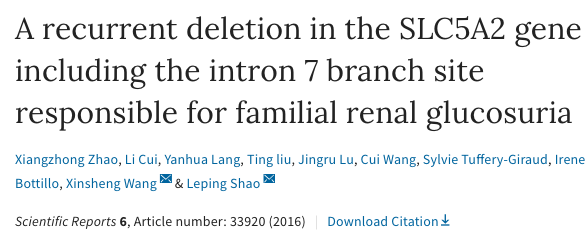 A recurrent deletion in the SLC5A2 gene
including the intron 7 branch site
responsible for familial renal glucosuria
Xiangzhong Zhao, Li Cui, Yanhua Lang, Ting liu, Jingru Lu, Cui Wang, Sylvie Tuffery-Giraud, Irene
Bottillo, Xinsheng Wang & Leping Shao
Scientific Reports 6, Article number: 33920 (2016) | Download Citation